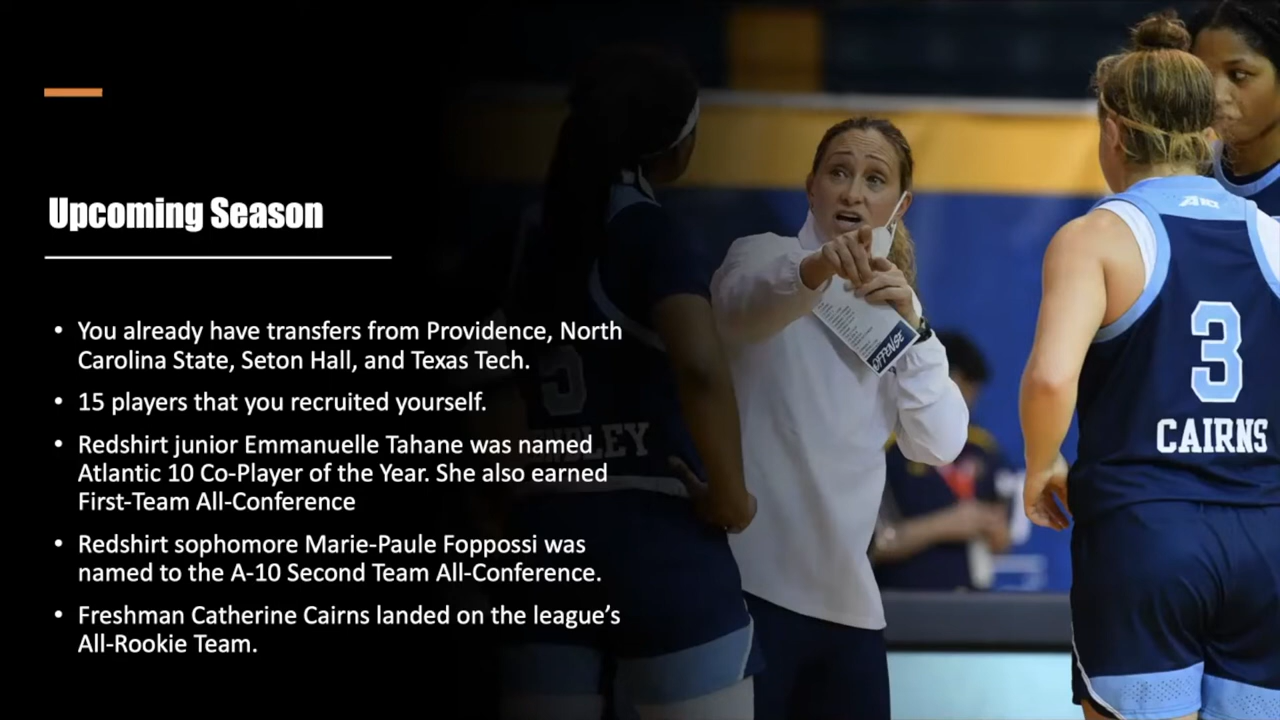 Upcoming Season
• You already have transfers from Providence, North
Carolina State, Seton Hall, and Texas Tech.
• 15 players that you recruited yourself.
• Redshirt junior Emmanuelle Tahane was named
Atlantic 10 Co-Player of the Year. She also earned
First-Team All-Conference
• Redshirt sophomore Marie-Paule Foppossi was
named to the A-10 Second Team All-Conference.
• Freshman Catherine Cairns landed on the league’s
All-Rookie Team.
OFFENSE
A10
3
CAIRNS